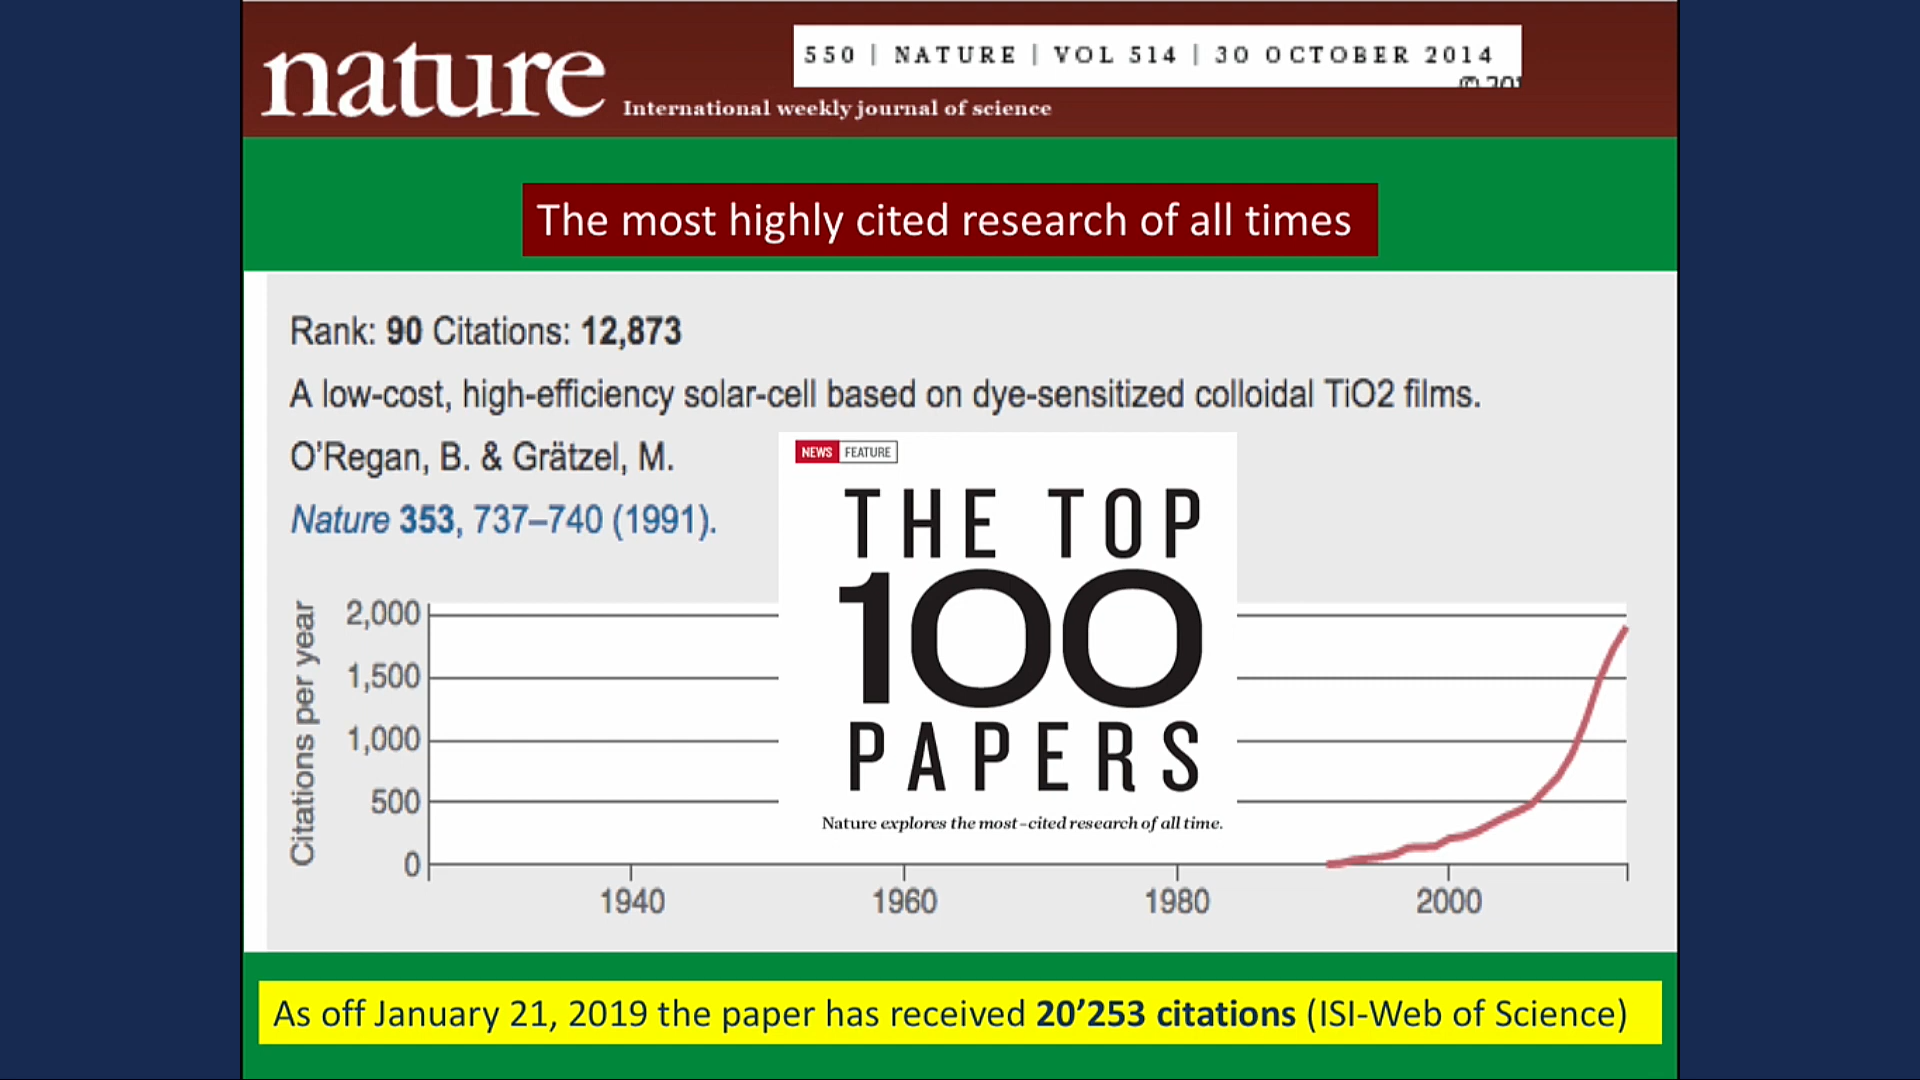 nature
550 | NATURE | VOL 514 | 30 OCTOBER 2014
International weekly journal of science
The most highly cited research of all times
Rank: 90 Citations: 12,873
A low-cost, high-efficiency solar-cell based on dye-sensitized colloidal TiO2 films.
O'Regan, B. & Grätzel, M.
Nature 353, 737–740 (1991).
NEWS FEATURE
THE TOP
100
PAPERS
Nature explores the most-cited research of all time.
Citations per year
2,000
1,500
1,000
500
0
1940 1960 1980 2000
As off January 21, 2019 the paper has received 20’253 citations (ISI-Web of Science)